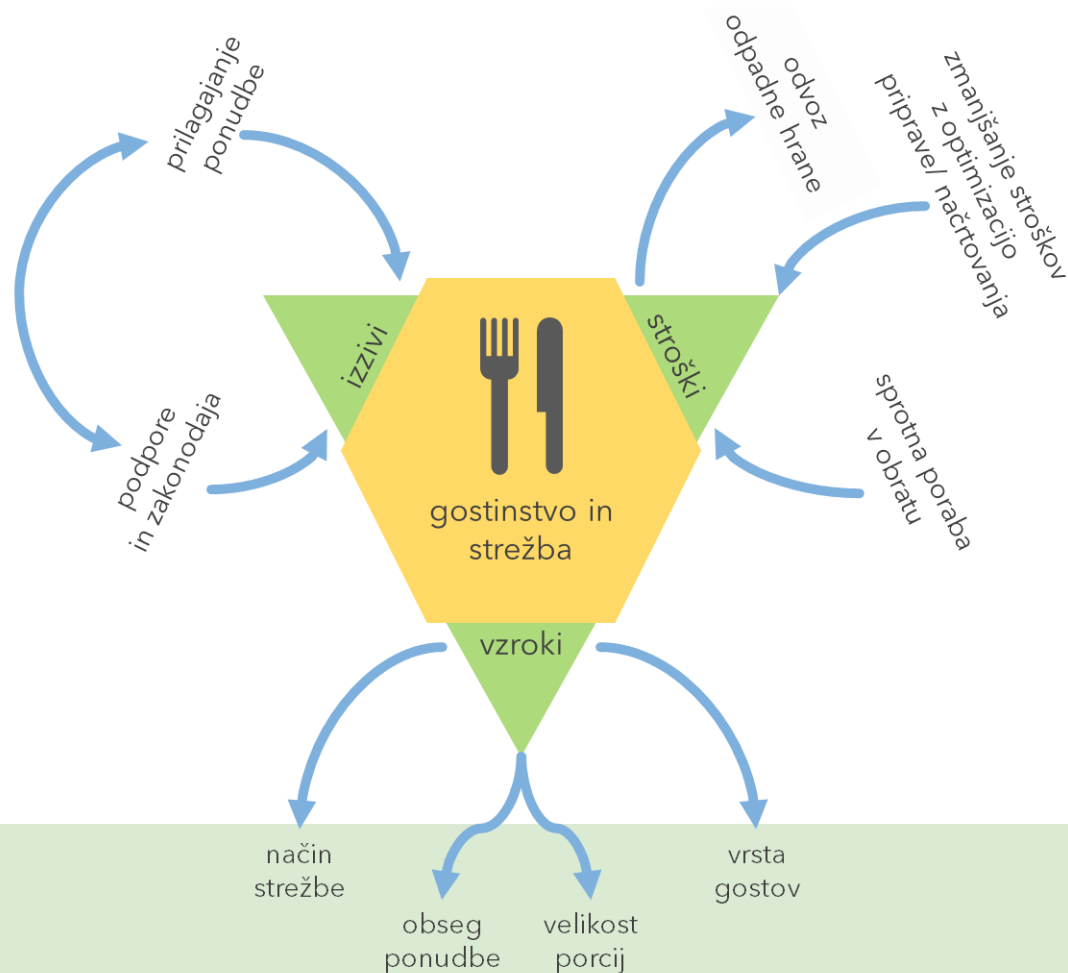 prilagajanje
ponudbe
odvoz
odpadne hrane
zmanjšanje stroškov
z optimizacijo
priprave/ načrtovanja
izzivi
stroški
podpore
in zakonodaja
sprotna poraba
v obratu
gostinstvo in
strežba
vzroki
način
strežbe
obseg
ponudbe
velikost
porcij
vrsta
gostov